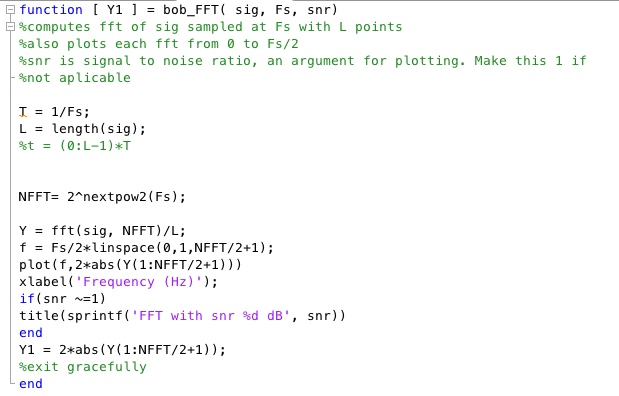 function [ Y1 ] = bob_FFT( sig, Fs, snr)
%computes fft of sig sampled at Fs with L points
%also plots each fft from 0 to Fs/2
%snr is signal to noise ratio, an argument for plotting. Make this 1 if
%not aplicable
T = 1/Fs;
L = length(sig);
%t = (0:L-1)*T
NFFT= 2^nextpow2(Fs);
Y = fft(sig, NFFT)/L;
f = Fs/2*linspace(0,1,NFFT/2+1);
plot(f,2*abs(Y(1:NFFT/2+1)))
xlabel('Frequency (Hz)');
if(snr ~=1)
title(sprintf('FFT with snr %d dB', snr))
end
Y1 = 2*abs(Y(1:NFFT/2+1));
%exit gracefully
end